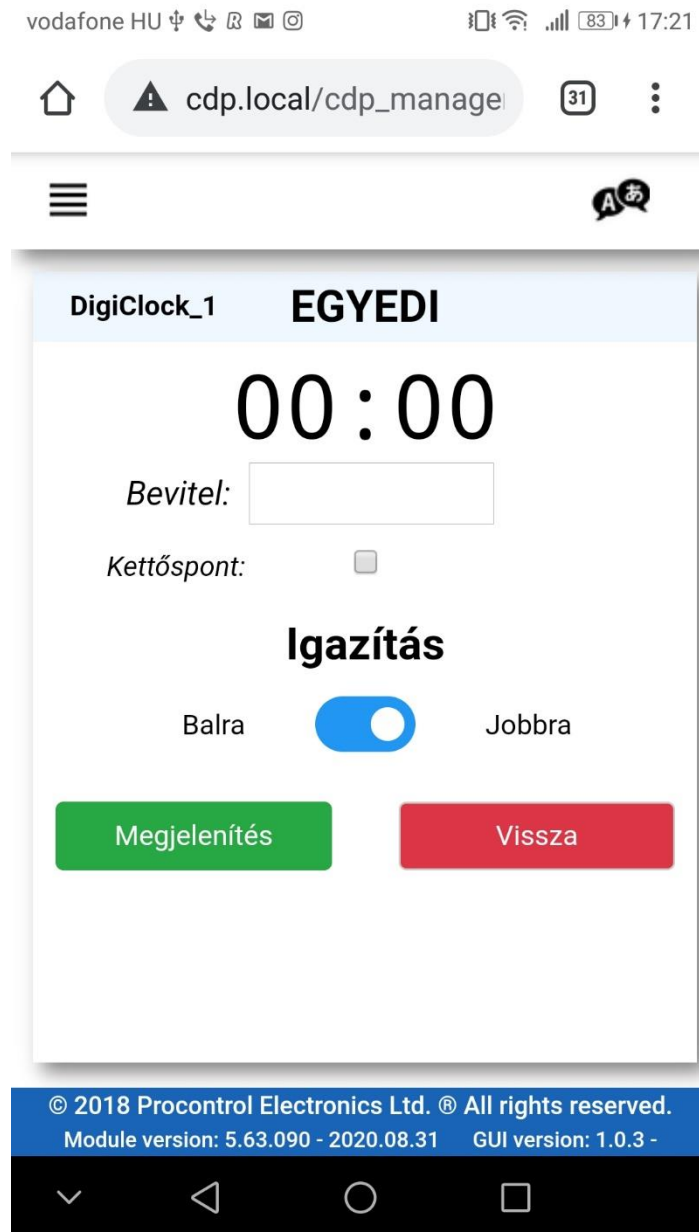 vodafone HU 83 17:21
cdp.local/cdp_manage 31
A あ
DigiClock_1 EGYEDI
00:00
Bevitel:
Kettőspont:
Igazítás
Balra Jobbra
Megjelenítés Vissza
© 2018 Procontrol Electronics Ltd. ® All rights reserved.
Module version: 5.63.090 - 2020.08.31 GUI version: 1.0.3 -